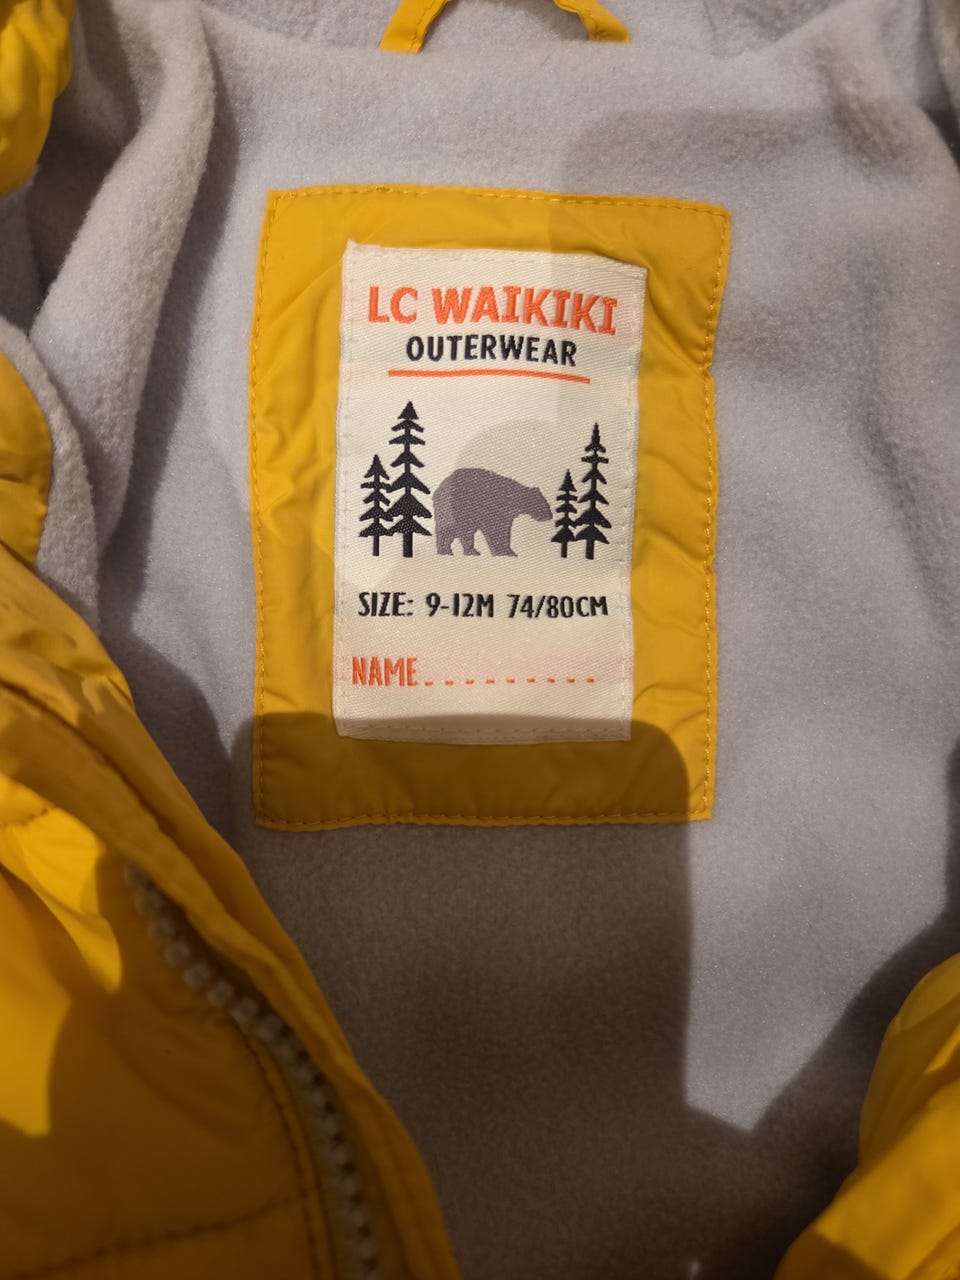 LC WAIKIKI
OUTERWEAR
SIZE: 9-12M 74/80CM
NAME..........